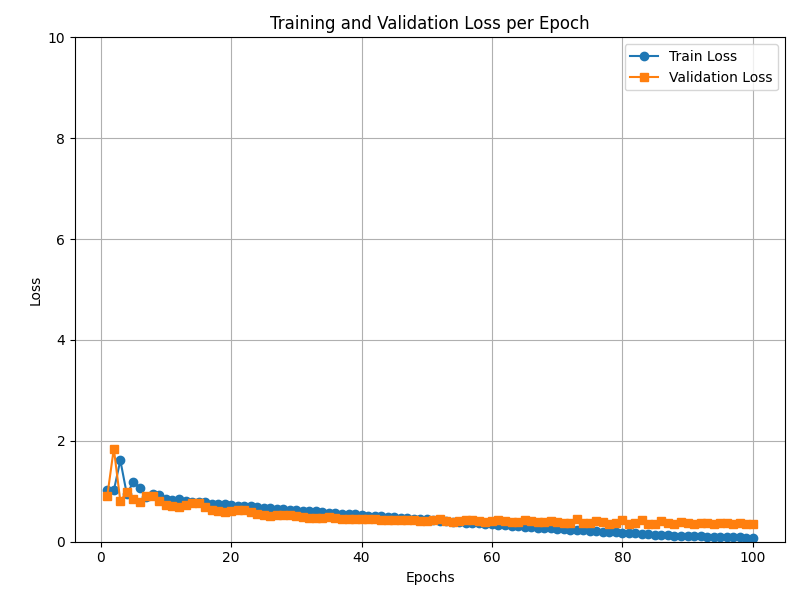 Training and Validation Loss per Epoch
Train Loss
Validation Loss
10
8
6
4
2
0
Loss
0 20 40 60 80 100
Epochs